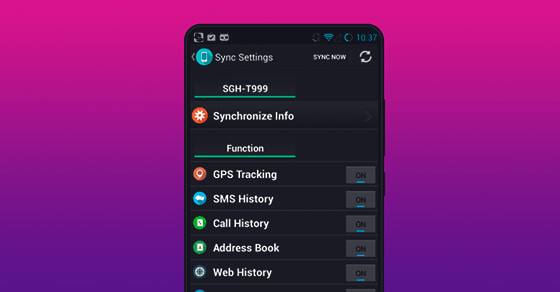 10:37
Sync Settings SYNC NOW
SGH-T999
Synchronize Info
Function
GPS Tracking ON
SMS History ON
Call History ON
Address Book ON
Web History ON